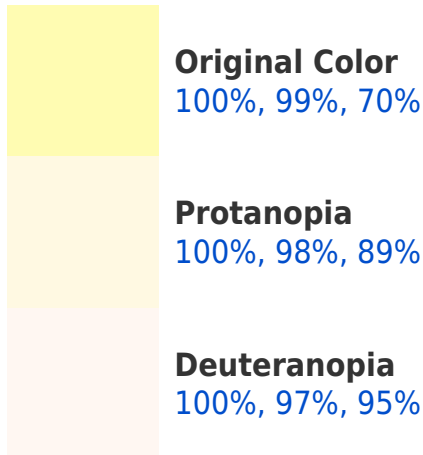 Original Color
100%, 99%, 70%
Protanopia
100%, 98%, 89%
Deuteranopia
100%, 97%, 95%